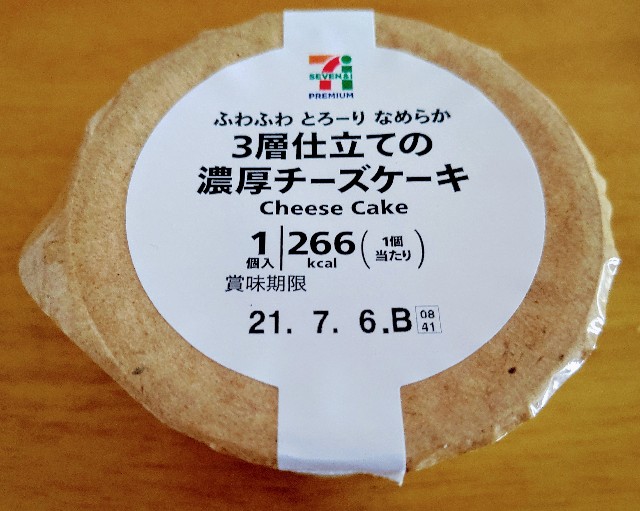 7i
SEVEN&i
PREMIUM
ふわふわ とろーり なめらか
3層仕立ての
濃厚チーズケーキ
Cheese Cake
1個入 266kcal (1個当たり)
賞味期限
21. 7. 6.B 08 41